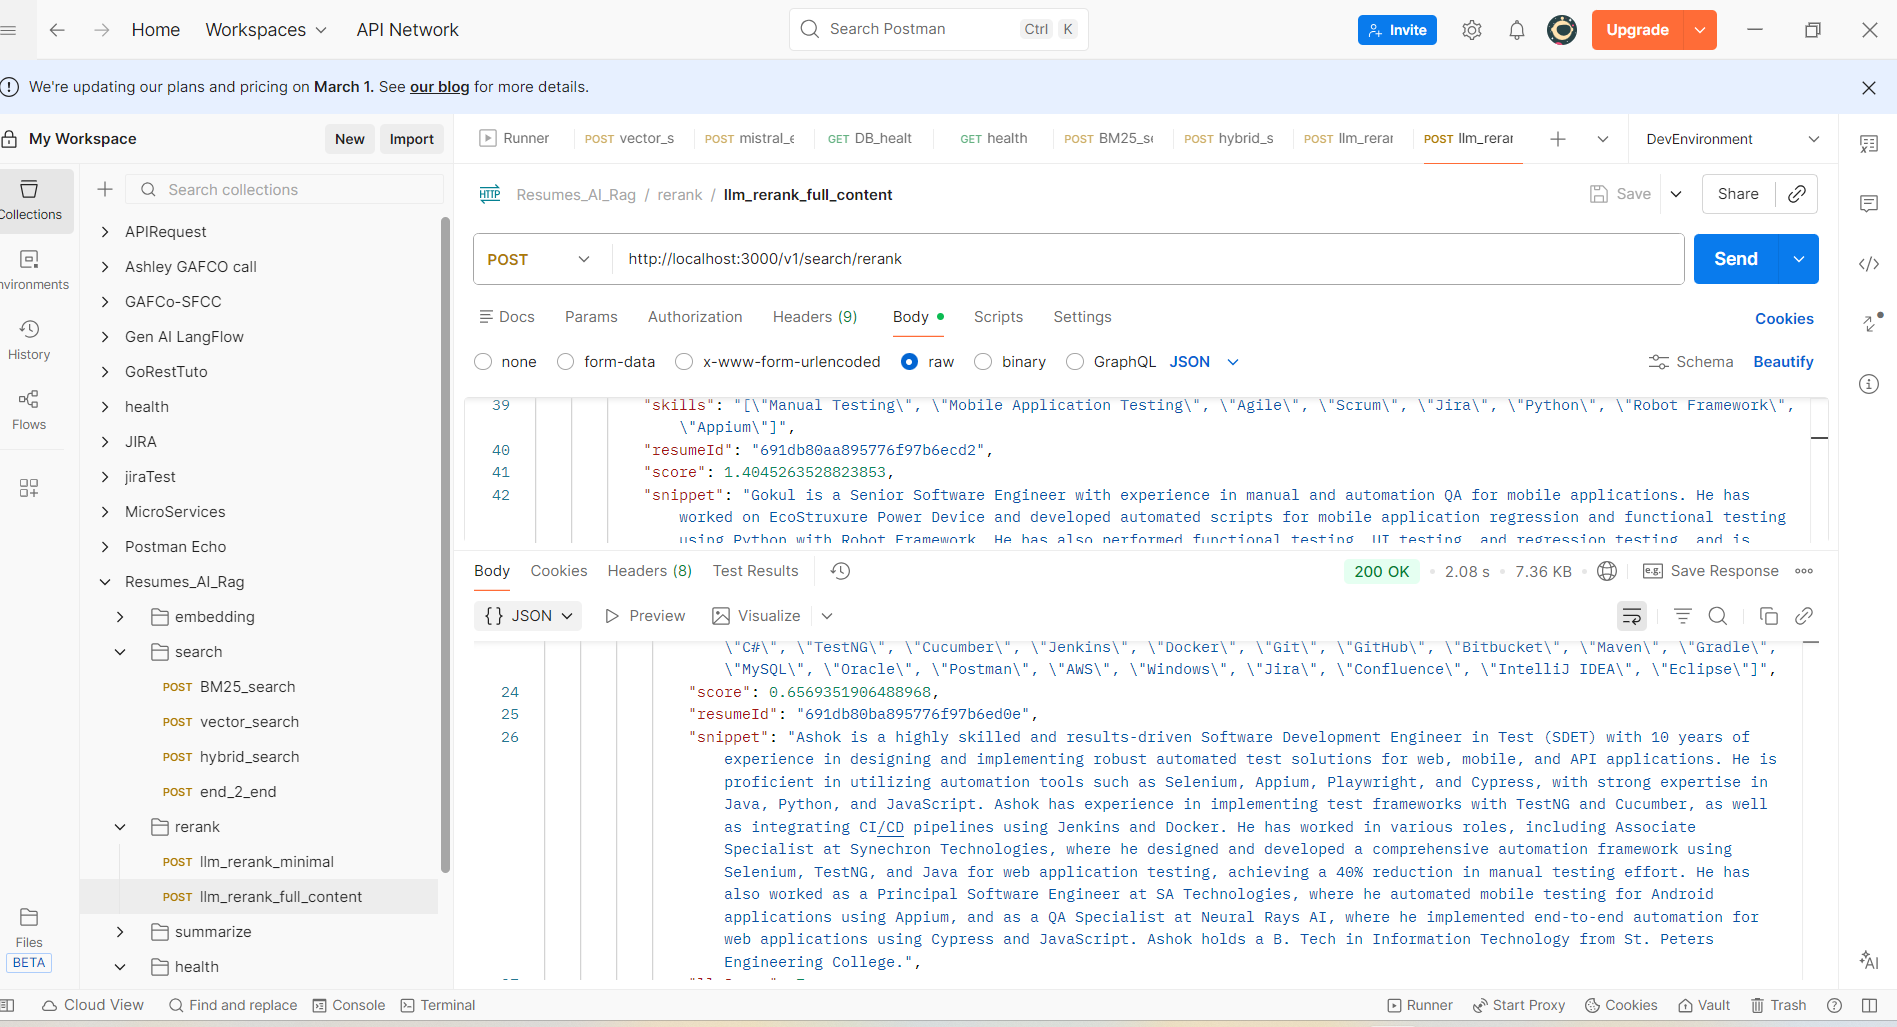 Home
Workspaces
API Network
Search Postman
Ctrl K
Invite
Upgrade
We're updating our plans and pricing on March 1. See our blog for more details.
My Workspace
New
Import
Runner
POST vector_s
POST mistral_e
GET DB_healt
GET health
POST BM25_se
POST hybrid_s
POST llm_rerar
POST llm_rerar
DevEnvironment
Collections
nvironments
History
Flows
Files
BETA
Search collections
APIRequest
Ashley GAFCO call
GAFCo-SFCC
Gen AI LangFlow
GoRestTuto
health
JIRA
jiraTest
MicroServices
Postman Echo
Resumes_AI_Rag
embedding
search
POST BM25_search
POST vector_search
POST hybrid_search
POST end_2_end
rerank
POST llm_rerank_minimal
POST llm_rerank_full_content
summarize
health
HTTP
Resumes_AI_Rag / rerank / llm_rerank_full_content
Save
Share
POST
http://localhost:3000/v1/search/rerank
Send
Docs
Params
Authorization
Headers (9)
Body
Scripts
Settings
Cookies
none
form-data
x-www-form-urlencoded
raw
binary
GraphQL
JSON
Schema
Beautify
39 "skills": "[\"Manual Testing\", \"Mobile Application Testing\", \"Agile\", \"Scrum\", \"Jira\", \"Python\", \"Robot Framework\",
\"Appium\"]",
40 "resumeId": "691db80aa895776f97b6ecd2",
41 "score": 1.4045263528823853,
42 "snippet": "Gokul is a Senior Software Engineer with experience in manual and automation QA for mobile applications. He has
worked on EcoStruxure Power Device and developed automated scripts for mobile application regression and functional testing
using Python with Robot Framework. He has also performed functional testing, UI testing, and regression testing, and is
Body
Cookies
Headers (8)
Test Results
200 OK
2.08 s
7.36 KB
e.g.
Save Response
{} JSON
Preview
Visualize
\"C#\", \"TestNG\", \"Cucumber\", \"Jenkins\", \"Docker\", \"Git\", \"GitHub\", \"Bitbucket\", \"Maven\", \"Gradle\",
\"MySQL\", \"Oracle\", \"Postman\", \"AWS\", \"Windows\", \"Jira\", \"Confluence\", \"IntelliJ IDEA\", \"Eclipse\"]",
24 "score": 0.6569351906488968,
25 "resumeId": "691db80ba895776f97b6ed0e",
26 "snippet": "Ashok is a highly skilled and results-driven Software Development Engineer in Test (SDET) with 10 years of
experience in designing and implementing robust automated test solutions for web, mobile, and API applications. He is
proficient in utilizing automation tools such as Selenium, Appium, Playwright, and Cypress, with strong expertise in
Java, Python, and JavaScript. Ashok has experience in implementing test frameworks with TestNG and Cucumber, as well
as integrating CI/CD pipelines using Jenkins and Docker. He has worked in various roles, including Associate
Specialist at Synechron Technologies, where he designed and developed a comprehensive automation framework using
Selenium, TestNG, and Java for web application testing, achieving a 40% reduction in manual testing effort. He has
also worked as a Principal Software Engineer at SA Technologies, where he automated mobile testing for Android
applications using Appium, and as a QA Specialist at Neural Rays AI, where he implemented end-to-end automation for
web applications using Cypress and JavaScript. Ashok holds a B. Tech in Information Technology from St. Peters
Engineering College.",
Cloud View
Find and replace
Console
Terminal
Runner
Start Proxy
Cookies
Vault
Trash